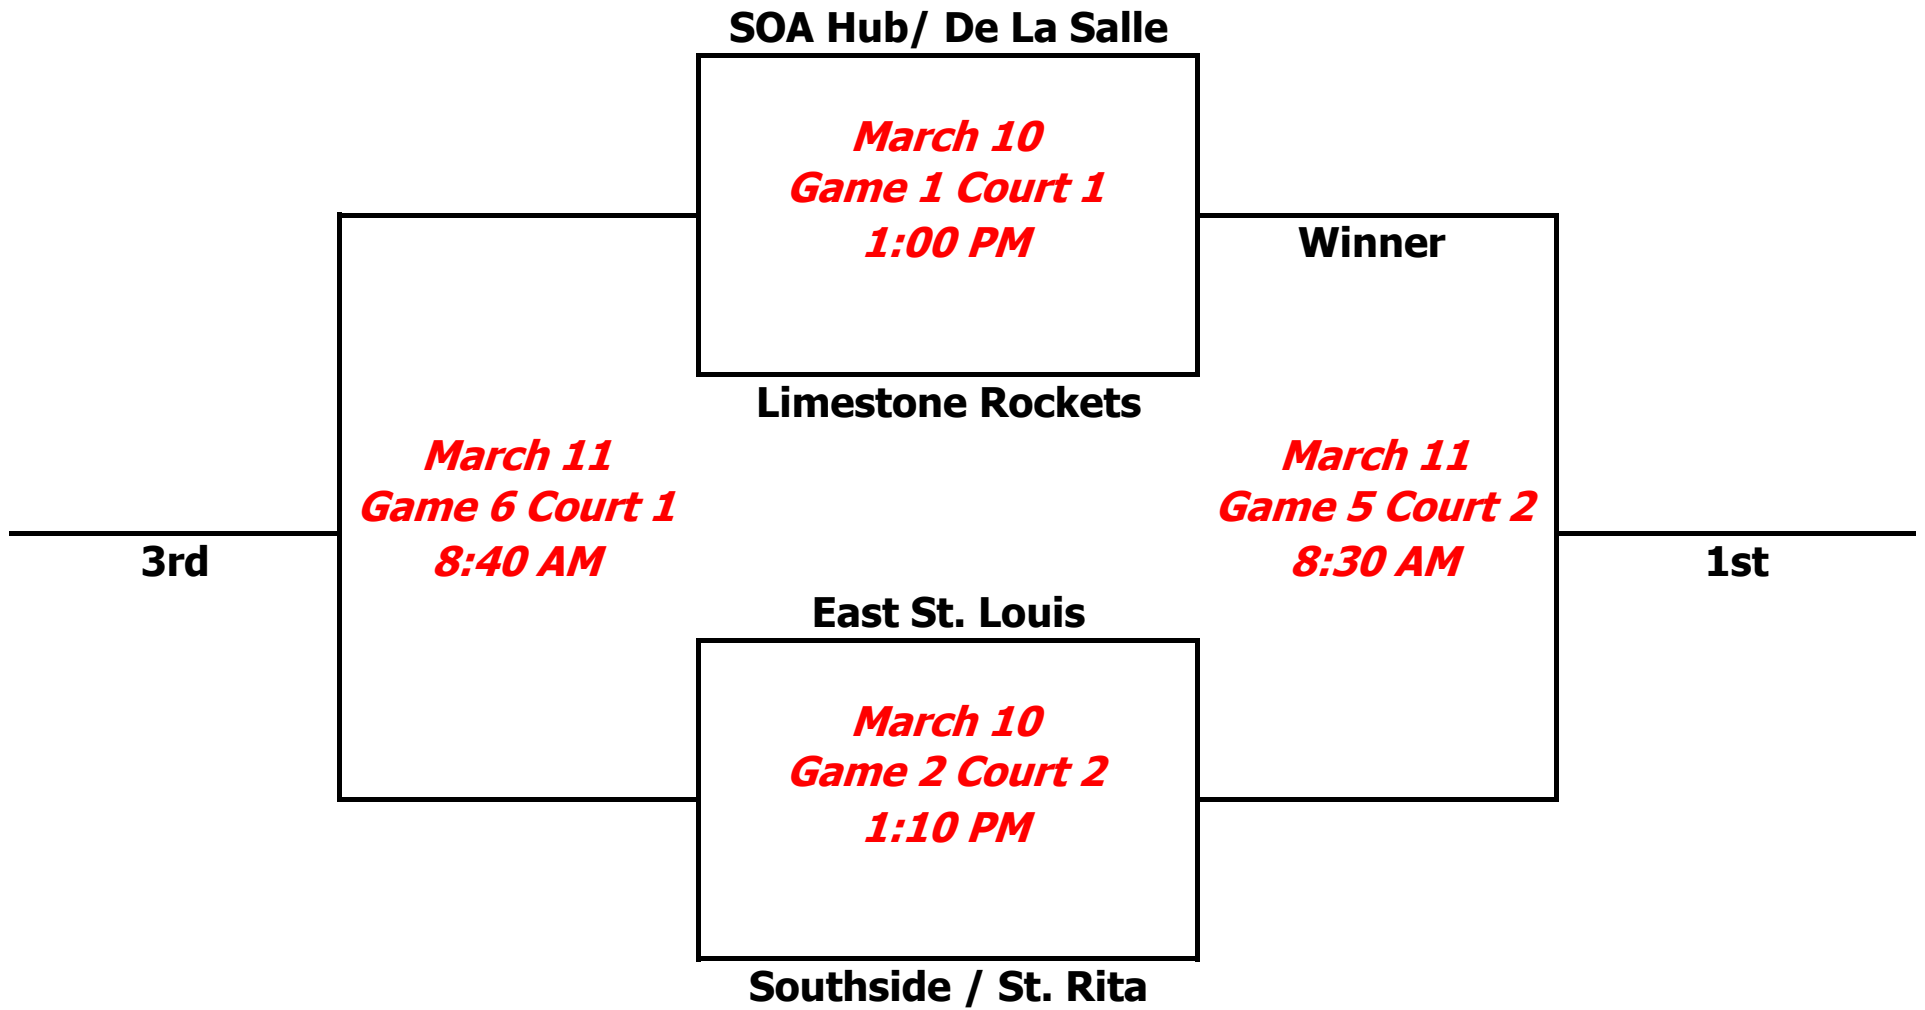 SOA Hub/ De La Salle
March 10
Game 1 Court 1
1:00 PM
Winner
Limestone Rockets
March 11
Game 6 Court 1
8:40 AM
3rd
March 11
Game 5 Court 2
8:30 AM
1st
East St. Louis
March 10
Game 2 Court 2
1:10 PM
Southside / St. Rita